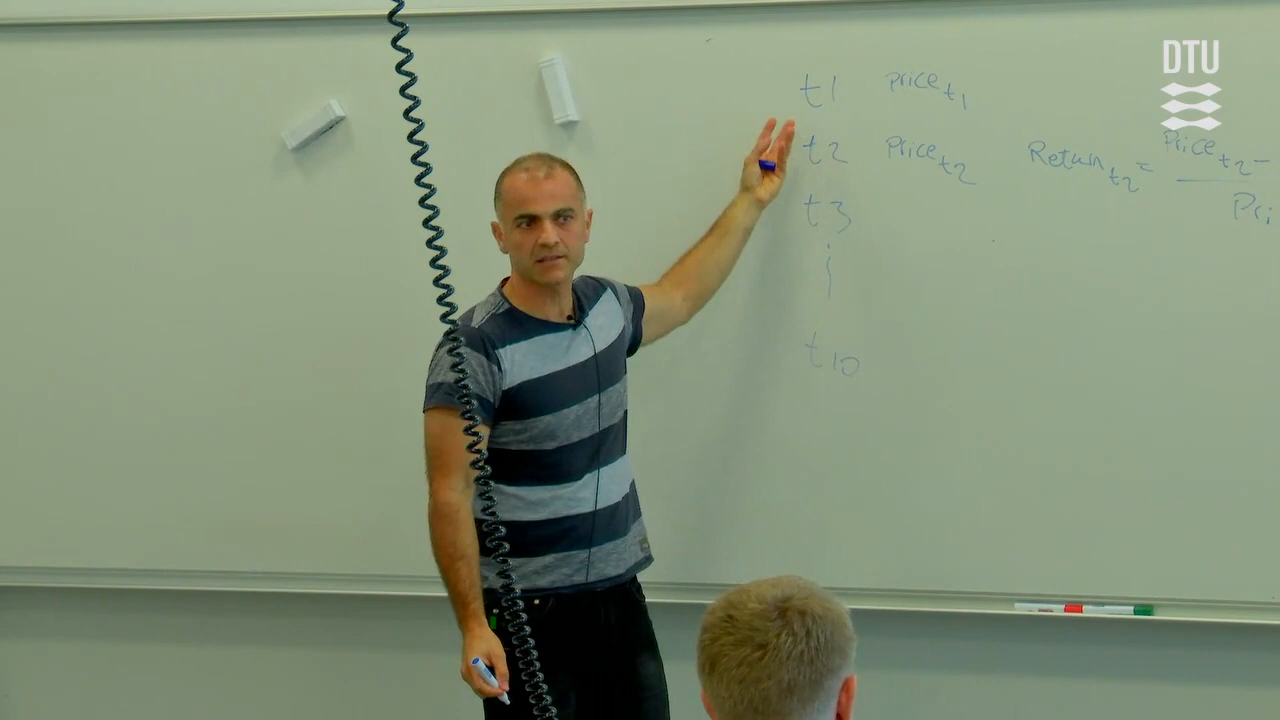 DTU
t1 price t1
t2 price t2 Return t2 = Price t2 -
t3 Pri
t10